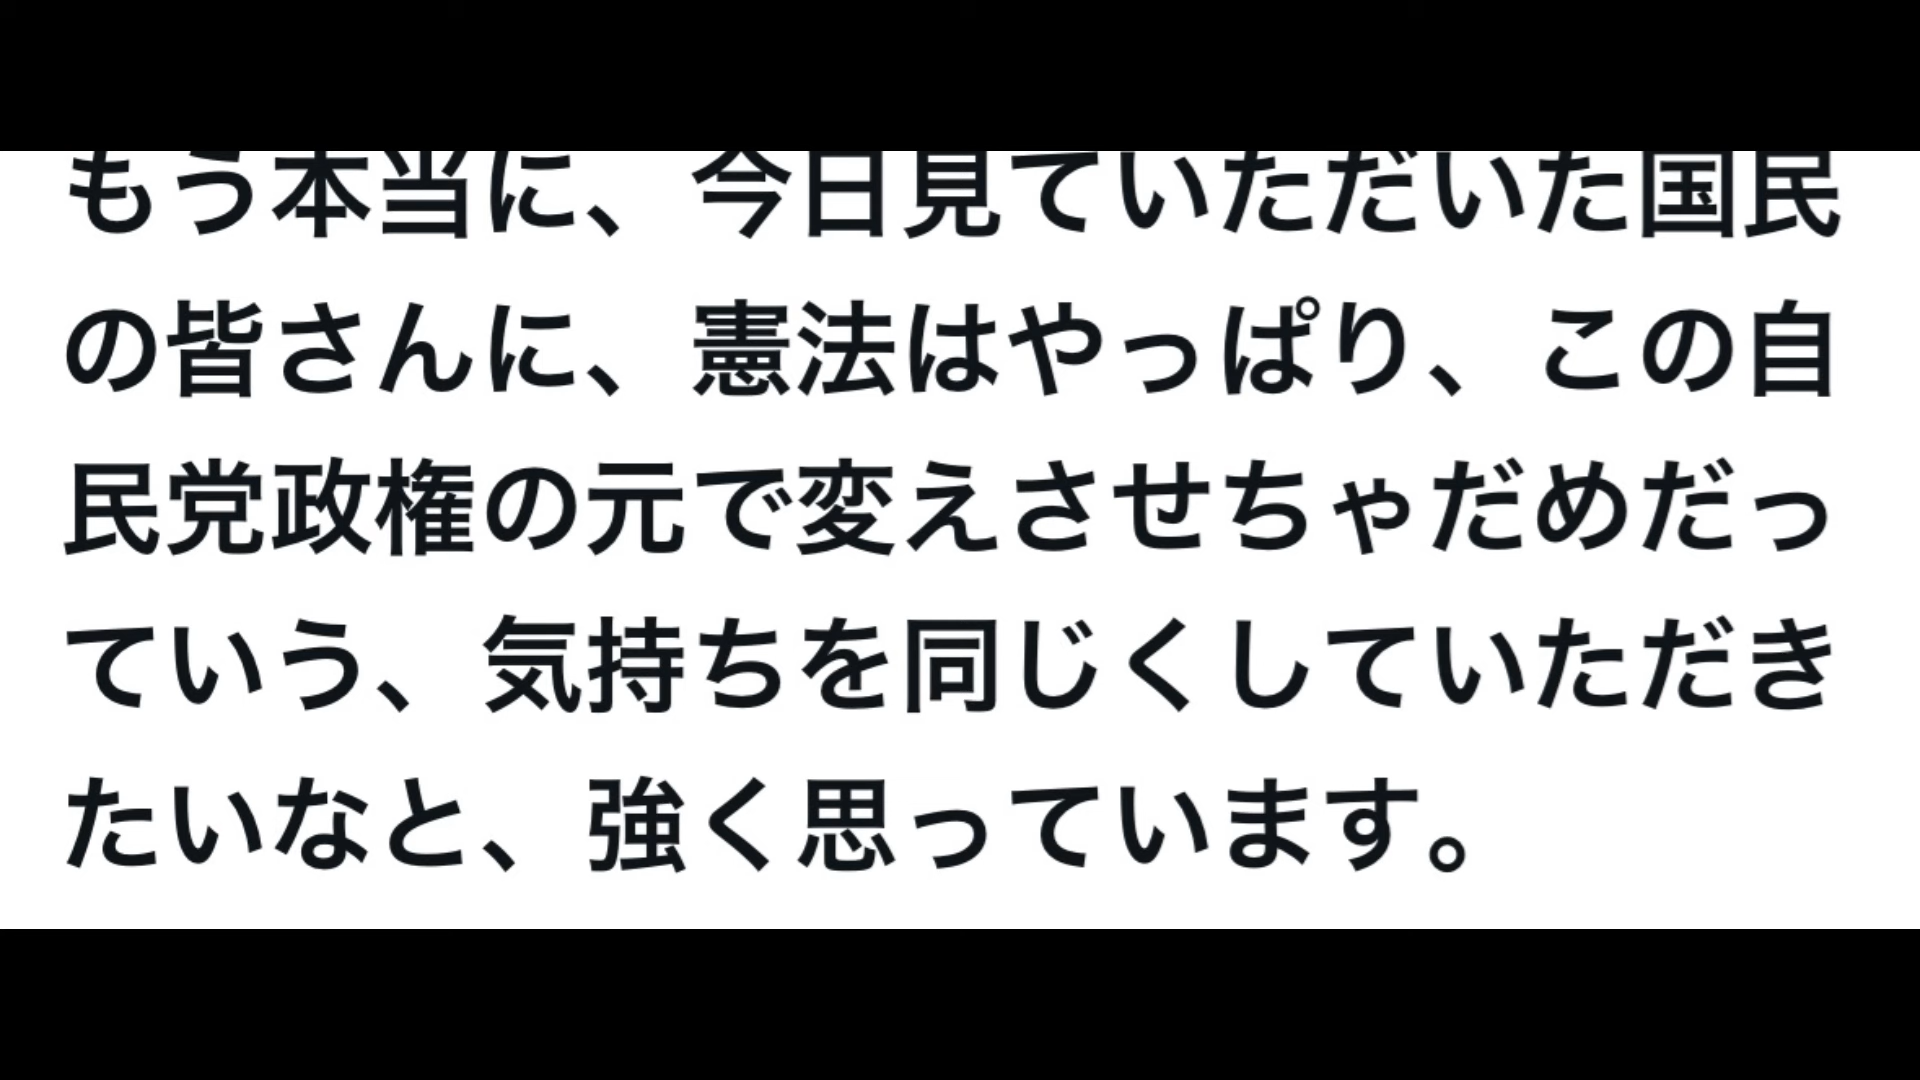 もう本当に、今日見ていただいた国民
の皆さんに、憲法はやっぱり、この自
民党政権の元で変えさせちゃだめだっ
ていう、気持ちを同じくしていただき
たいなと、強く思っています。